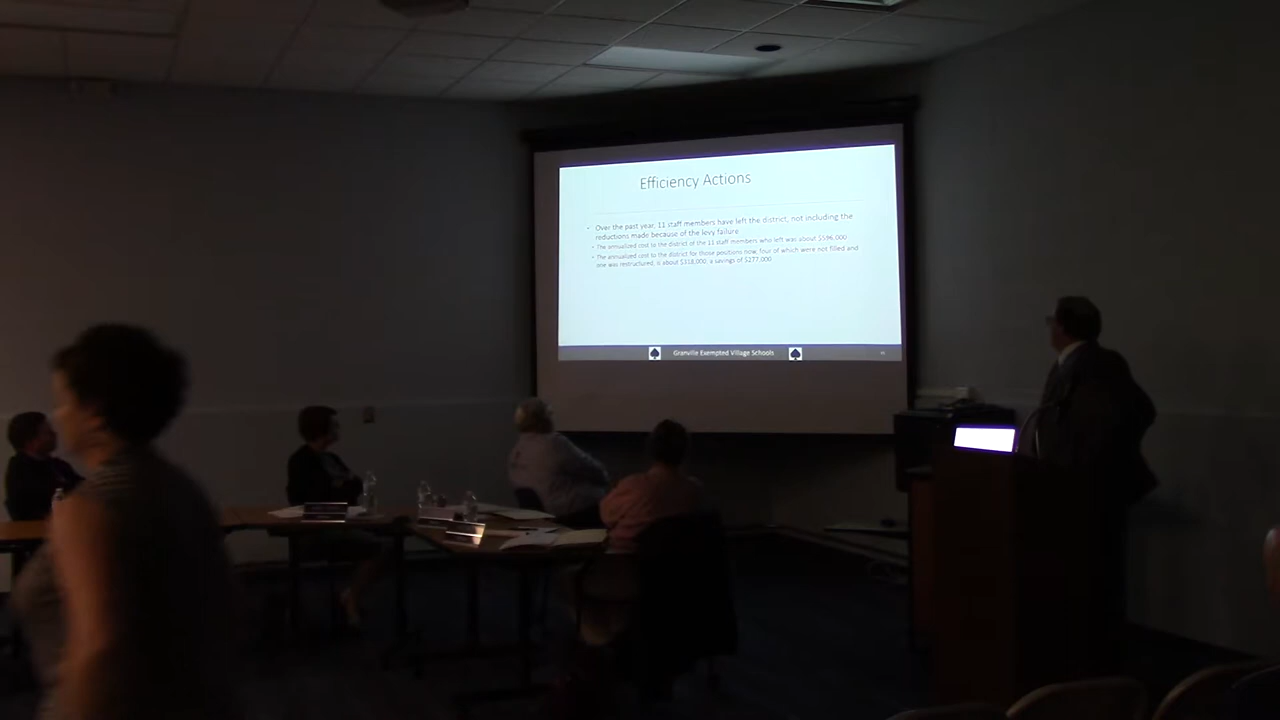 Efficiency Actions
• Over the past year, 11 staff members have left the district, not including the
reductions made because of the levy failure
• The annualized cost to the district of the 11 staff members who left was about $596,000
• The annualized cost to the district for those positions now, four of which were not filled and
one was restructured, is about $318,000; a savings of $277,000
Granville Exempted Village Schools